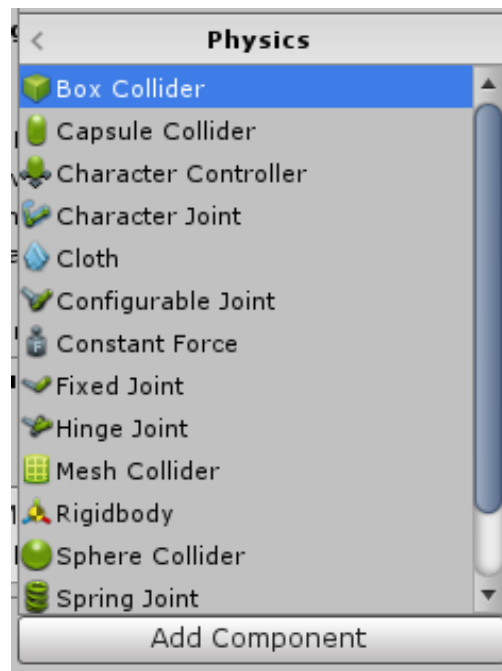 Physics
Box Collider
Capsule Collider
Character Controller
Character Joint
Cloth
Configurable Joint
Constant Force
Fixed Joint
Hinge Joint
Mesh Collider
Rigidbody
Sphere Collider
Spring Joint
Add Component